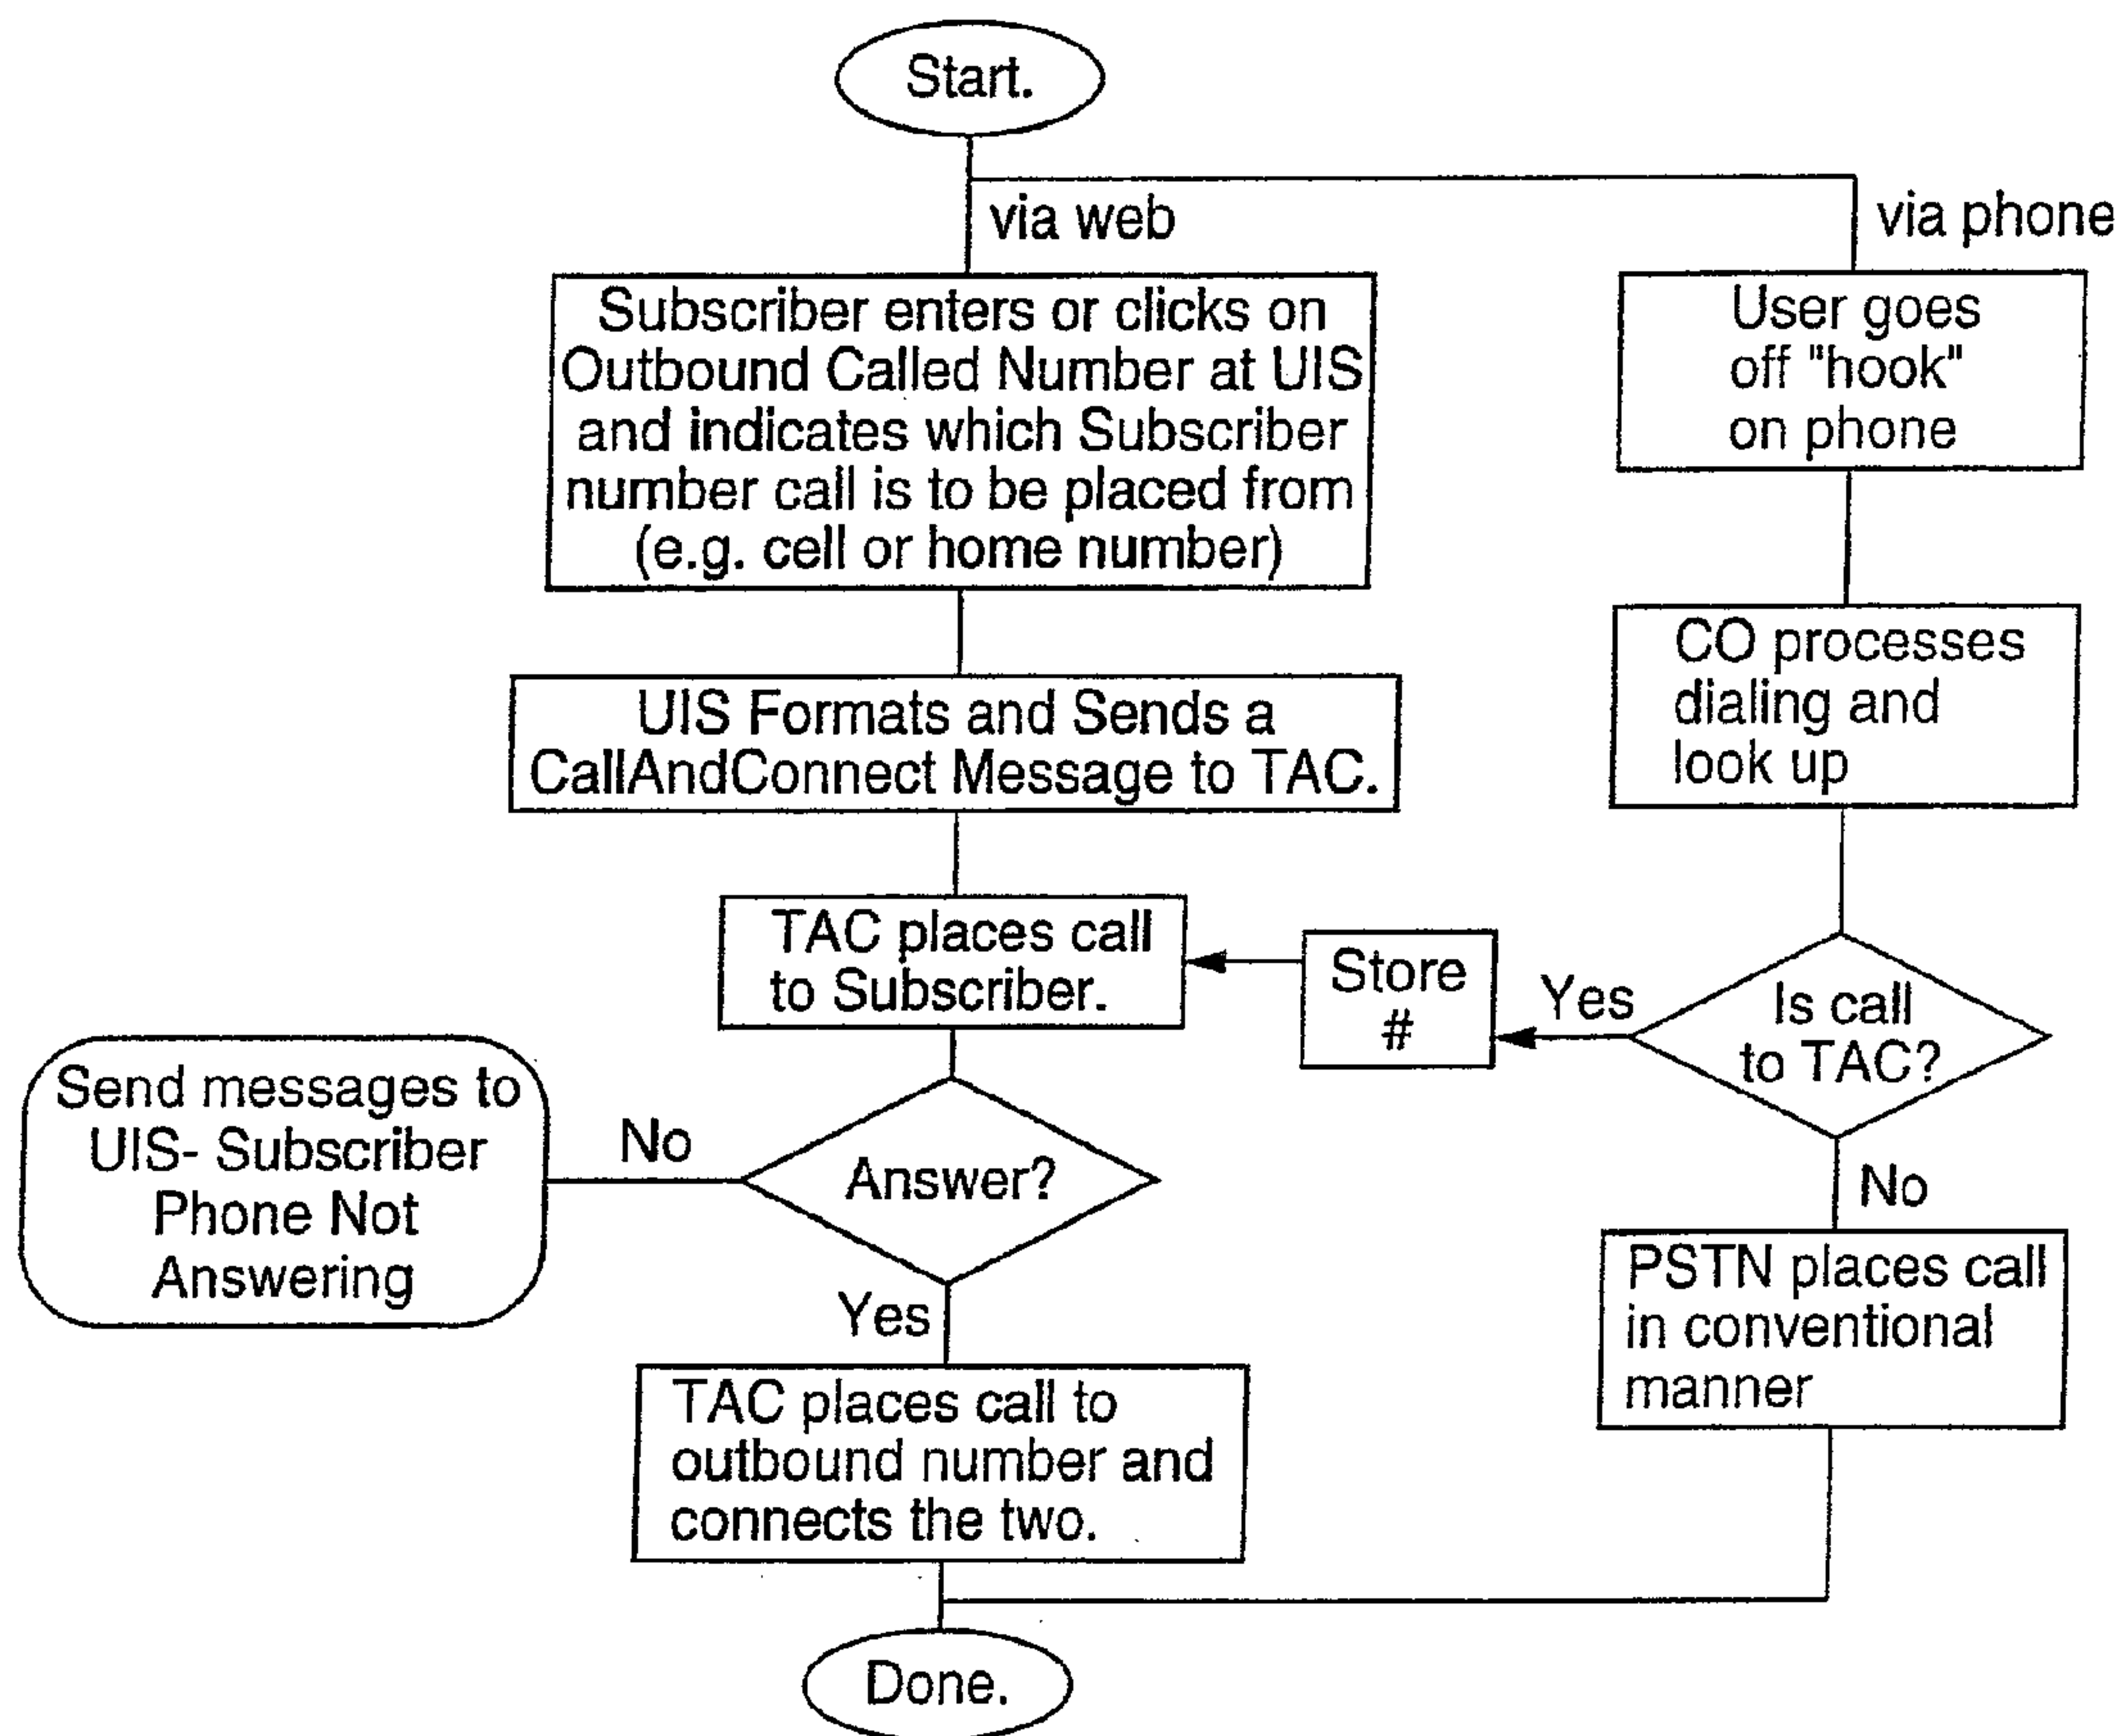 Start.
via web
via phone
Subscriber enters or clicks on
Outbound Called Number at UIS
and indicates which Subscriber
number call is to be placed from
(e.g. cell or home number)
User goes
off "hook"
on phone
UIS Formats and Sends a
CallAndConnect Message to TAC.
CO processes
dialing and
look up
TAC places call
to Subscriber.
Store
#
Yes
Is call
to TAC?
Send messages to
UIS- Subscriber
Phone Not
Answering
No
Answer?
No
Yes
PSTN places call
in conventional
manner
TAC places call to
outbound number and
connects the two.
Done.